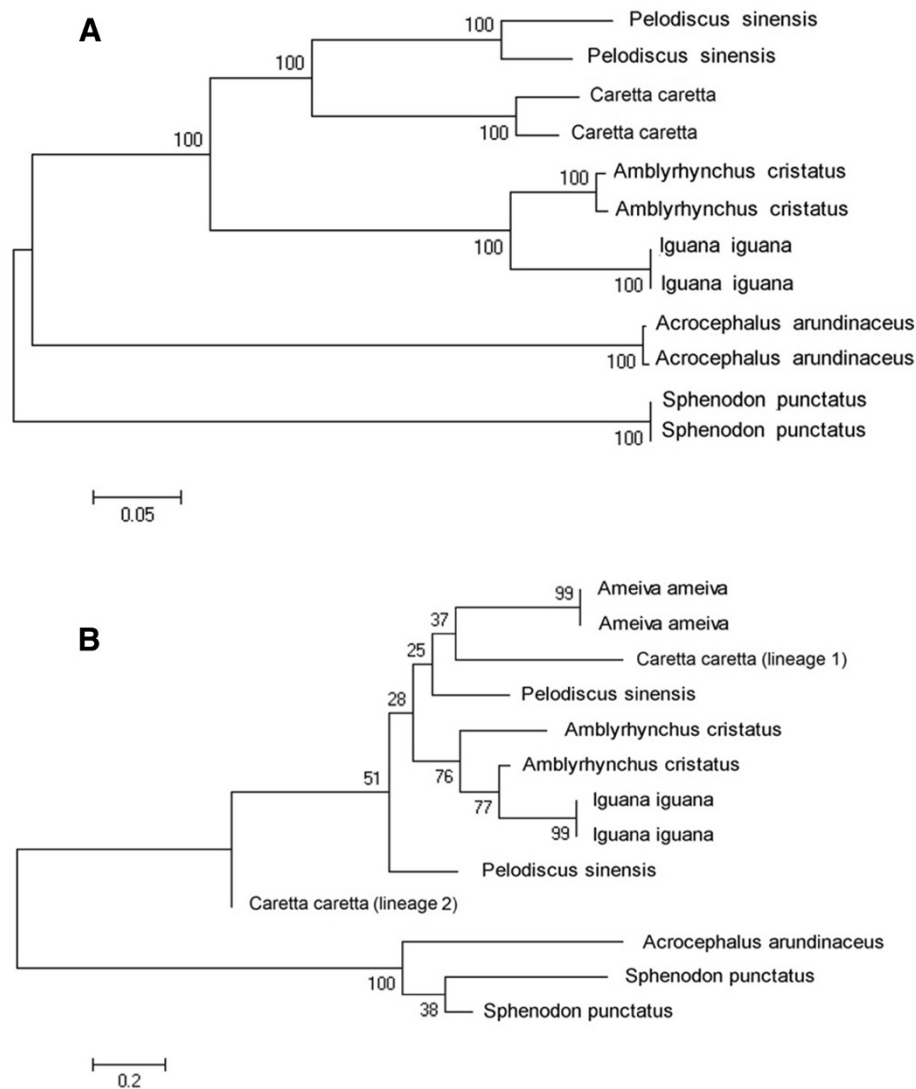 A
100
Pelodiscus sinensis
Pelodiscus sinensis
100
Caretta caretta
100
Caretta caretta
100
100
Amblyrhynchus cristatus
Amblyrhynchus cristatus
100
Iguana iguana
100
Iguana iguana
Acrocephalus arundinaceus
100
Acrocephalus arundinaceus
Sphenodon punctatus
100
Sphenodon punctatus
0.05
B
99
Ameiva ameiva
Ameiva ameiva
37
Caretta caretta (lineage 1)
25
Pelodiscus sinensis
28
Amblyrhynchus cristatus
76
Amblyrhynchus cristatus
51
77
Iguana iguana
99
Iguana iguana
Pelodiscus sinensis
Caretta caretta (lineage 2)
Acrocephalus arundinaceus
100
Sphenodon punctatus
38
Sphenodon punctatus
0.2